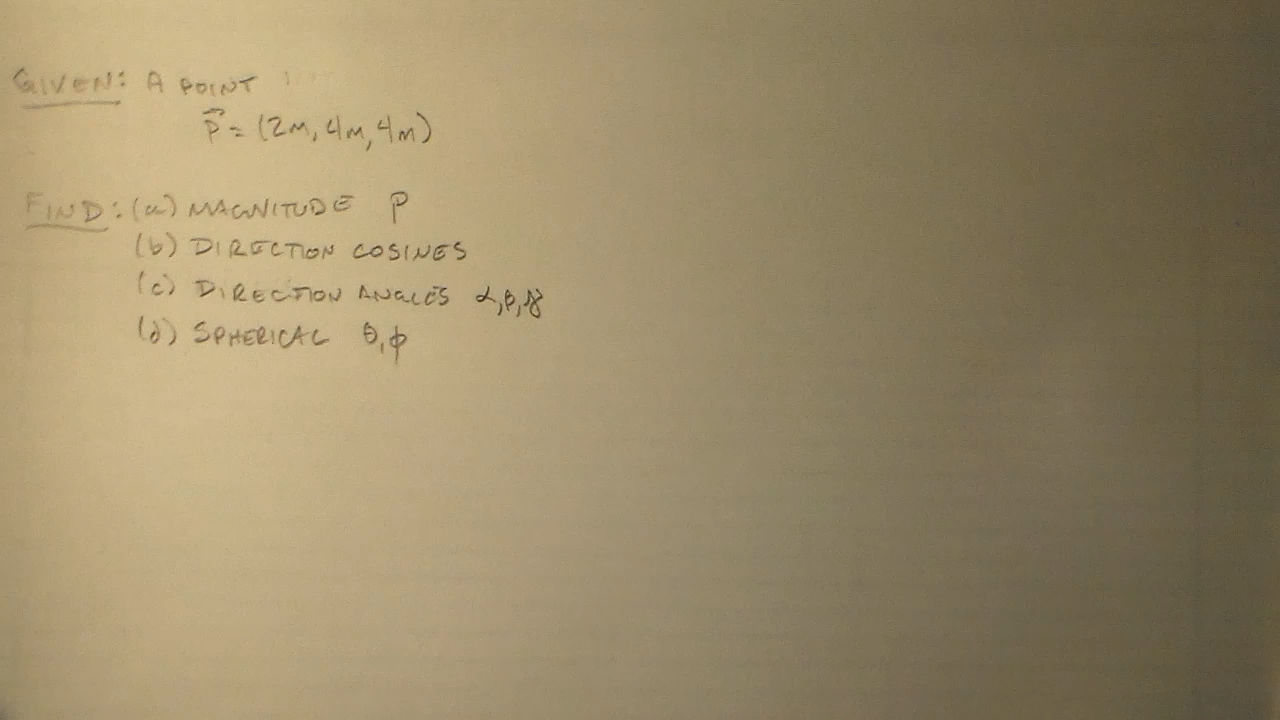 GIVEN: A POINT
p⃗ = (2m, 4m, 4m)
FIND: (a) MAGNITUDE P
(b) DIRECTION COSINES
(c) DIRECTION ANGLES α, β, γ
(d) SPHERICAL θ, φ